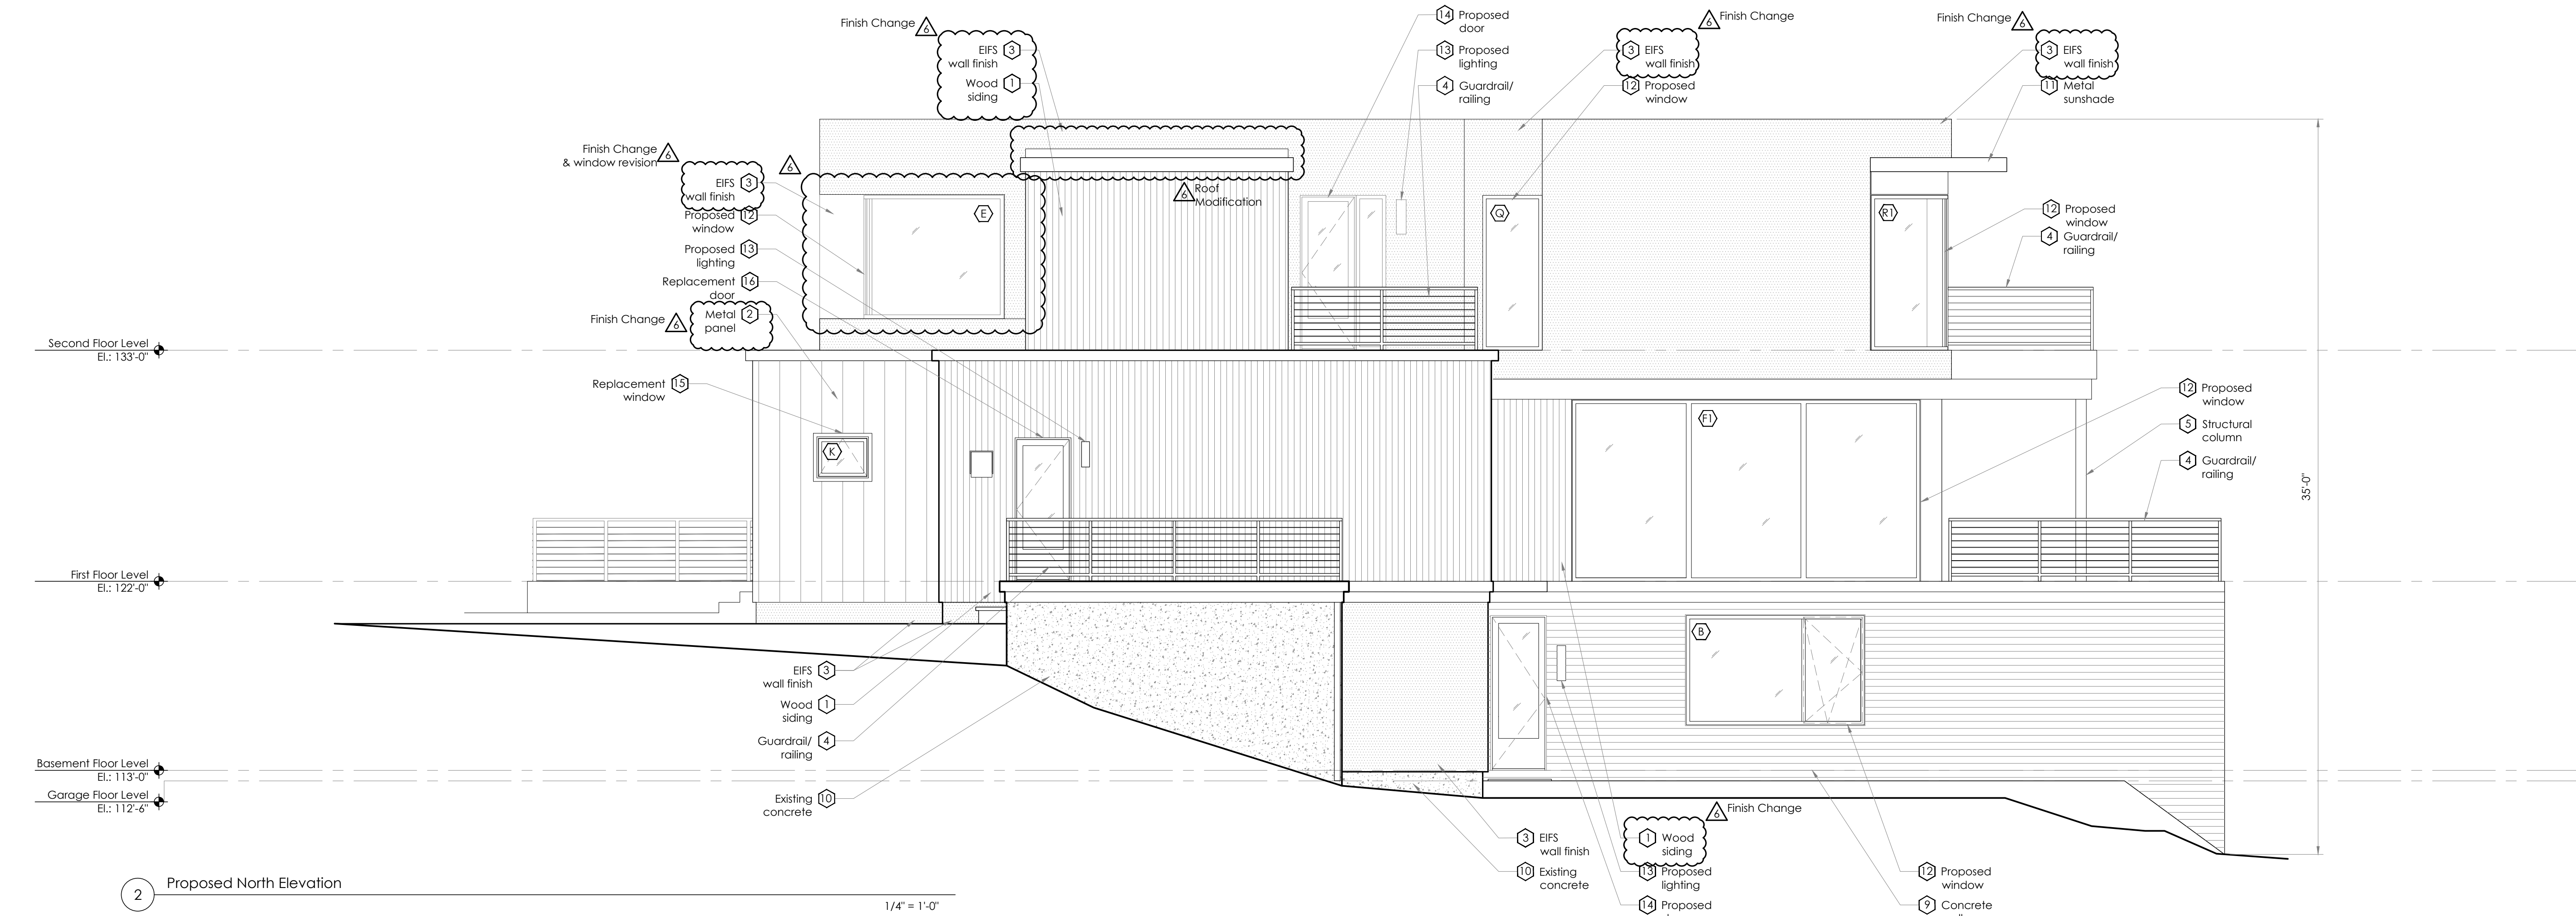 Finish Change 6
EIFS 3
wall finish
Wood 1
siding
14 Proposed
door
13 Proposed
lighting
4 Guardrail/
railing
6 Finish Change
3 EIFS
wall finish
12 Proposed
window
Finish Change 6
3 EIFS
wall finish
11 Metal
sunshade
Finish Change
& window revision 6
6
EIFS 3
wall finish
Proposed 12
window
Proposed 13
lighting
Replacement 16
door
Finish Change 6
Metal 2
panel
Replacement 15
window
6 Roof
Modification
E
Q
R1
12 Proposed
window
4 Guardrail/
railing
Second Floor Level
El.: 133'-0"
K
F1
12 Proposed
window
5 Structural
column
4 Guardrail/
railing
35'-0"
First Floor Level
El.: 122'-0"
B
EIFS 3
wall finish
Wood 1
siding
Guardrail/ 4
railing
Existing 10
concrete
Basement Floor Level
El.: 113'-0"
Garage Floor Level
El.: 112'-6"
3 EIFS
wall finish
10 Existing
concrete
6 Finish Change
1 Wood
siding
13 Proposed
lighting
14 Proposed
12 Proposed
window
9 Concrete
2 Proposed North Elevation
1/4" = 1'-0"